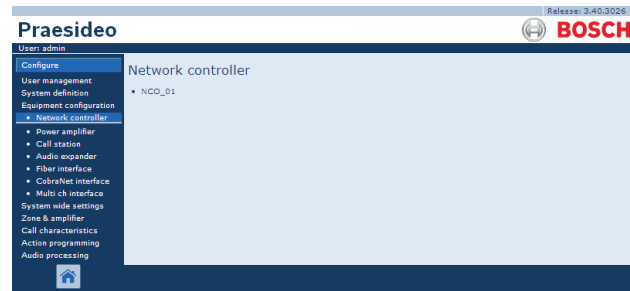 Release: 3.40.3026
Praesideo
BOSCH
User: admin
Configure
User management
System definition
Equipment configuration
• Network controller
• Power amplifier
• Call station
• Audio expander
• Fiber interface
• CobraNet interface
• Multi ch interface
System wide settings
Zone & amplifier
Call characteristics
Action programming
Audio processing
Network controller
• NCO_01